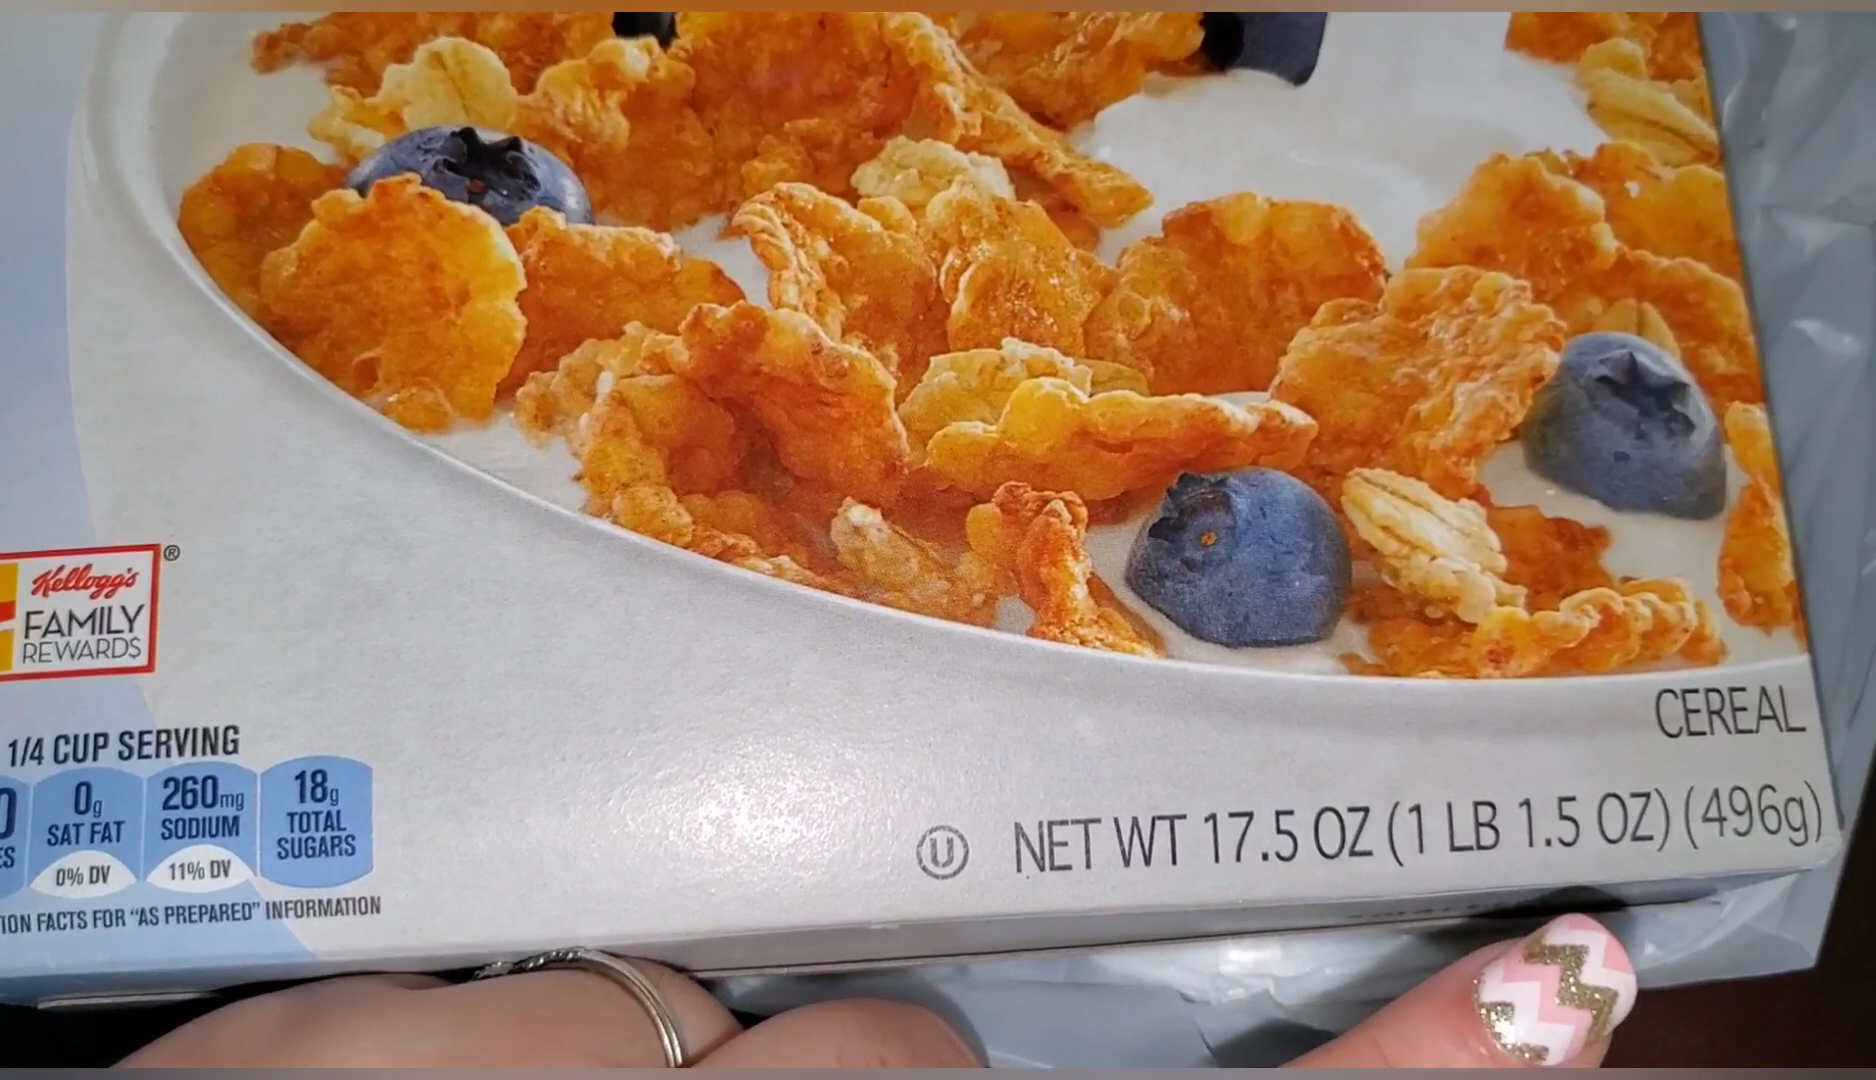 Kellogg's
FAMILY
REWARDS
®
1/4 CUP SERVING
0g
SAT FAT
0% DV
260mg
SODIUM
11% DV
18g
TOTAL
SUGARS
FACTS FOR "AS PREPARED" INFORMATION
CEREAL
U NET WT 17.5 OZ (1 LB 1.5 OZ) (496g)